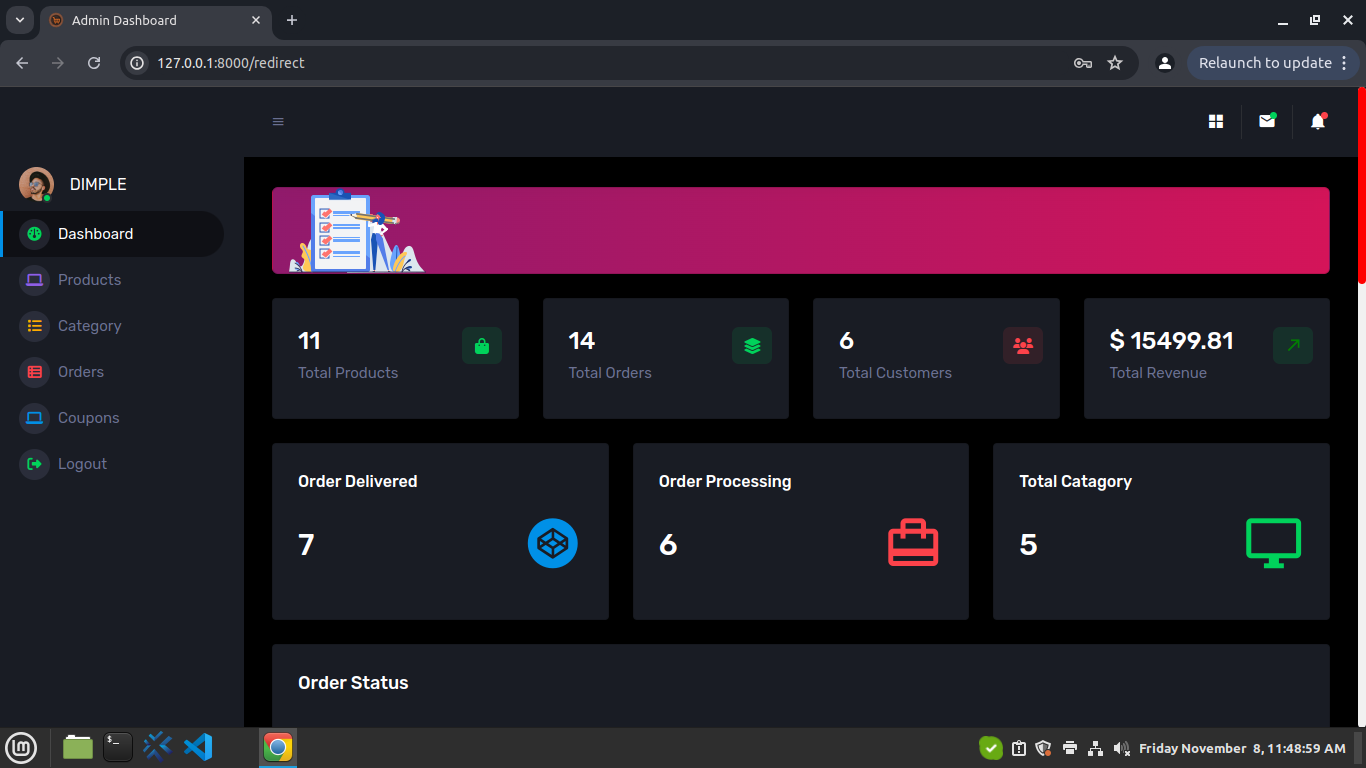 Admin Dashboard
127.0.0.1:8000/redirect
Relaunch to update
DIMPLE
Dashboard
Products
Category
Orders
Coupons
Logout
11
Total Products
14
Total Orders
6
Total Customers
$ 15499.81
Total Revenue
Order Delivered
7
Order Processing
6
Total Catagory
5
Order Status
$_
Friday November 8, 11:48:59 AM